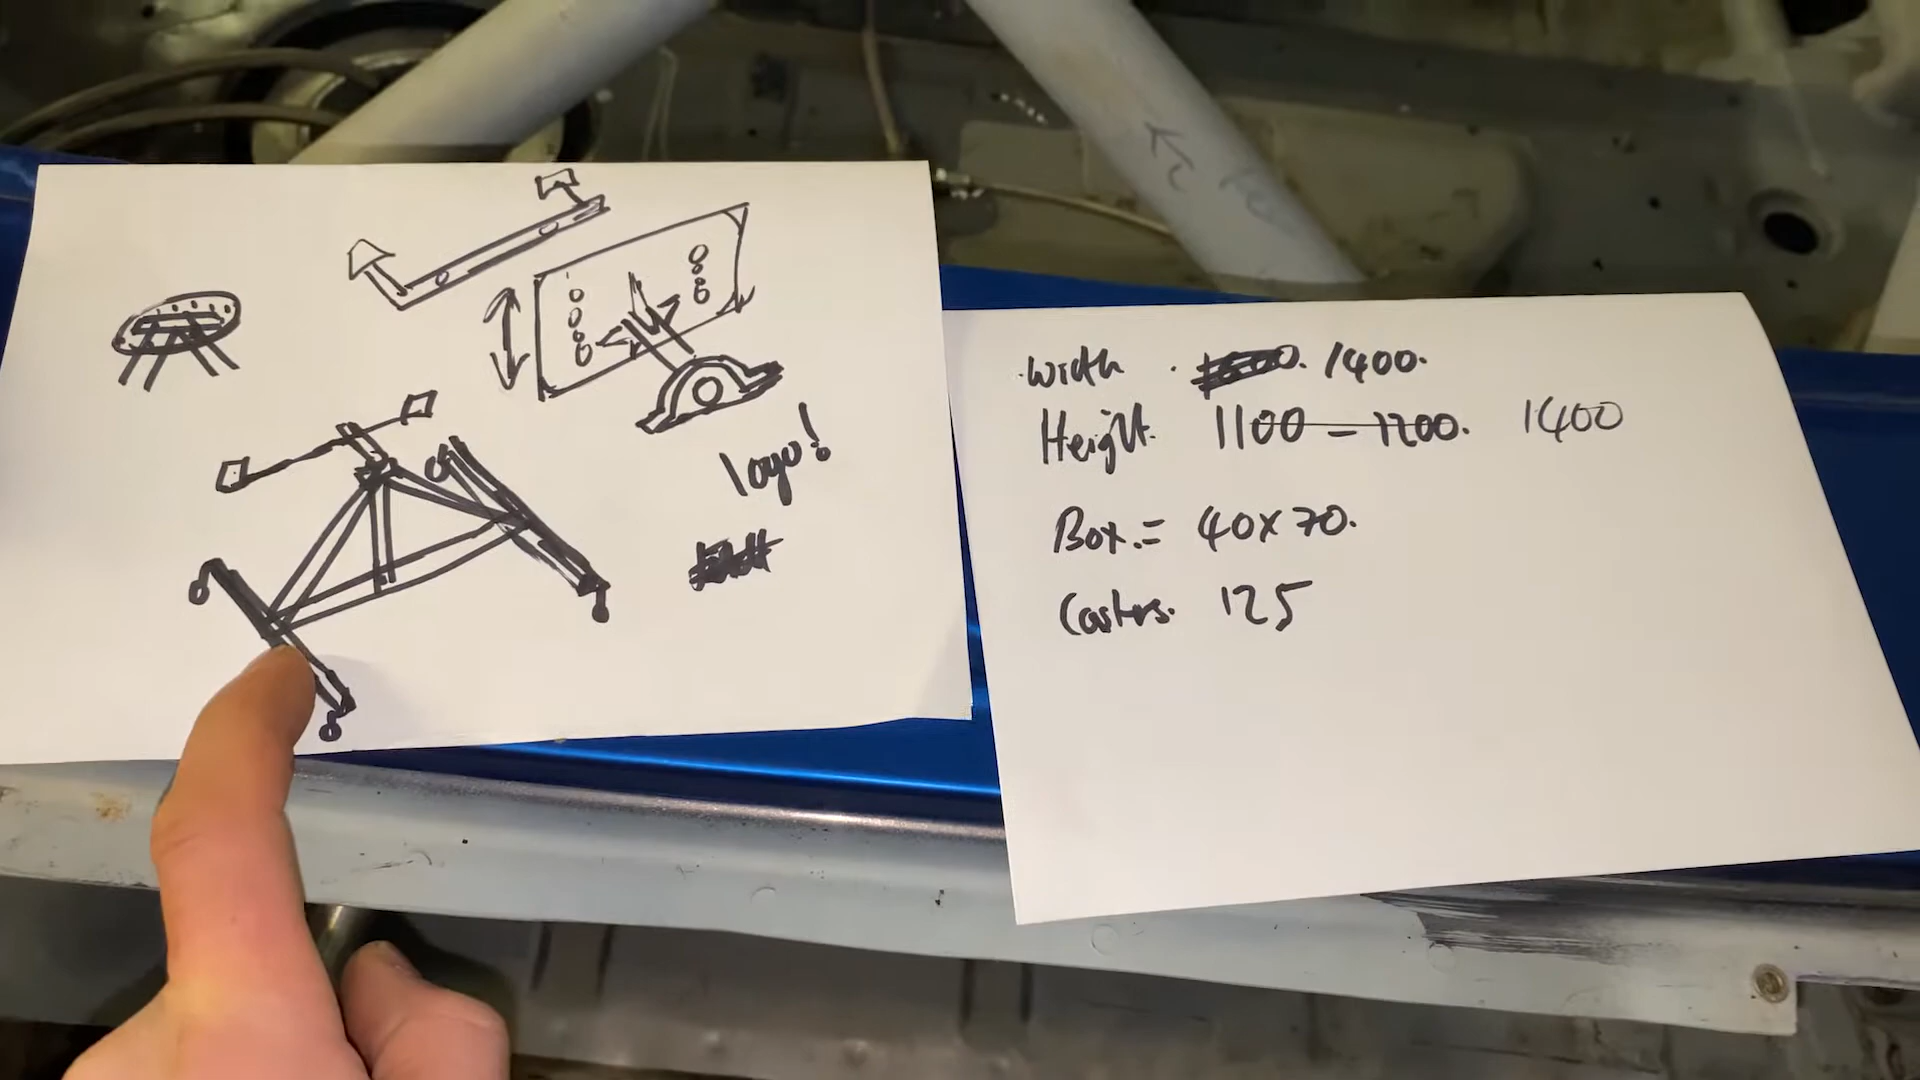 logo!
Width 1400.
Height. 1100 - 1200. 1400
Box. = 40x70.
Casters. 125